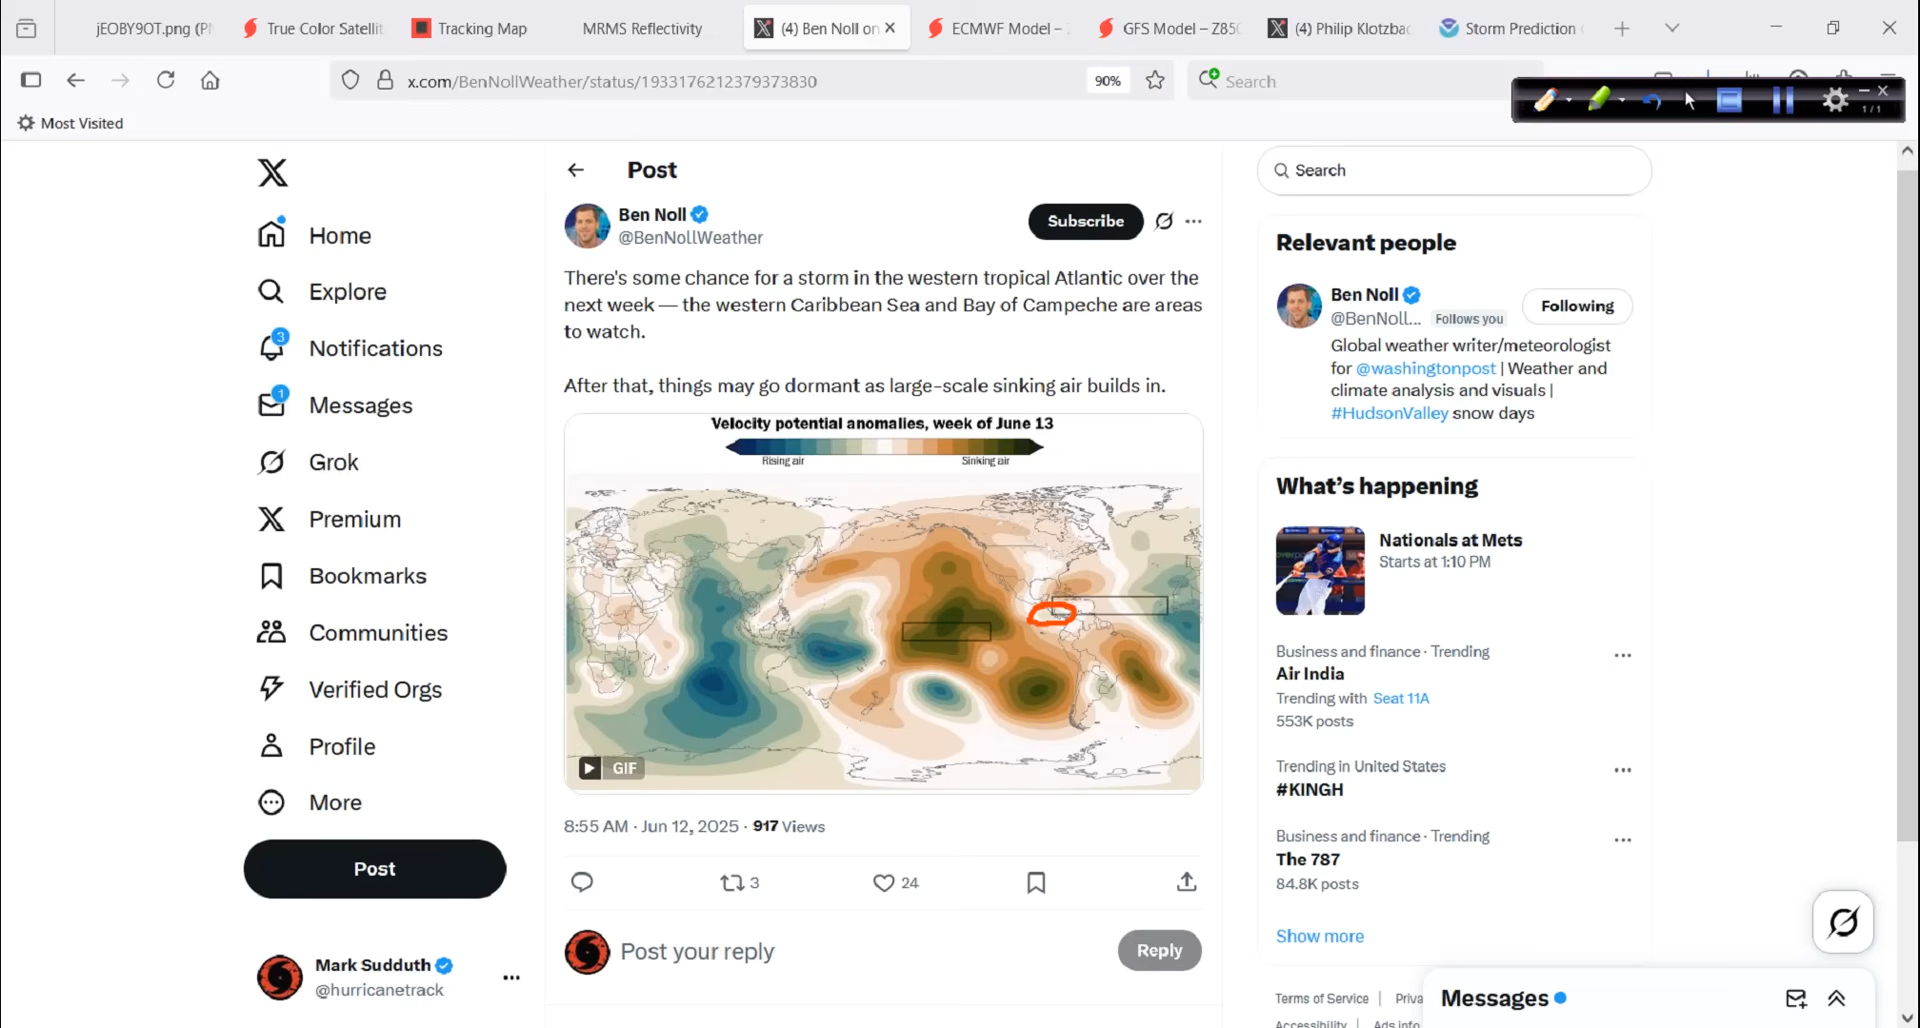 jEOBY9OT.png (PN
True Color Satellit
Tracking Map
MRMS Reflectivity
(4) Ben Noll on
ECMWF Model –
GFS Model – Z850
(4) Philip Klotzbac
Storm Prediction
x.com/BenNollWeather/status/1933176212379373830
90%
Search
1/1
Most Visited
Home
Explore
3
Notifications
1
Messages
Grok
Premium
Bookmarks
Communities
Verified Orgs
Profile
More
Post
Mark Sudduth
@hurricanetrack
Post
Ben Noll
@BenNollWeather
Subscribe
There's some chance for a storm in the western tropical Atlantic over the
next week — the western Caribbean Sea and Bay of Campeche are areas
to watch.
After that, things may go dormant as large-scale sinking air builds in.
Velocity potential anomalies, week of June 13
Rising air
Sinking air
GIF
8:55 AM · Jun 12, 2025 · 917 Views
3
24
Post your reply
Reply
Search
Relevant people
Ben Noll
@BenNoll... Follows you
Following
Global weather writer/meteorologist
for @washingtonpost | Weather and
climate analysis and visuals |
#HudsonValley snow days
What's happening
Nationals at Mets
Starts at 1:10 PM
Business and finance · Trending
Air India
Trending with Seat 11A
553K posts
Trending in United States
#KINGH
Business and finance · Trending
The 787
84.8K posts
Show more
Terms of Service | Priva
Accessibility | Ads info
Messages